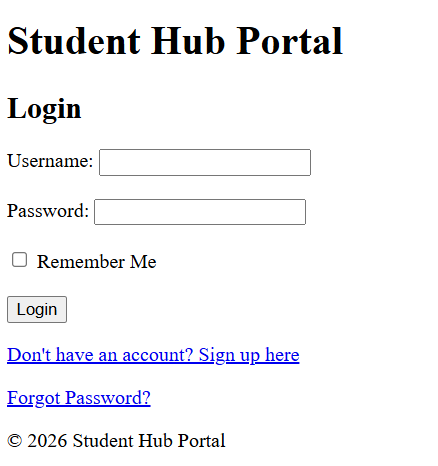 Student Hub Portal
Login
Username:
Password:
Remember Me
Login
Don't have an account? Sign up here
Forgot Password?
© 2026 Student Hub Portal